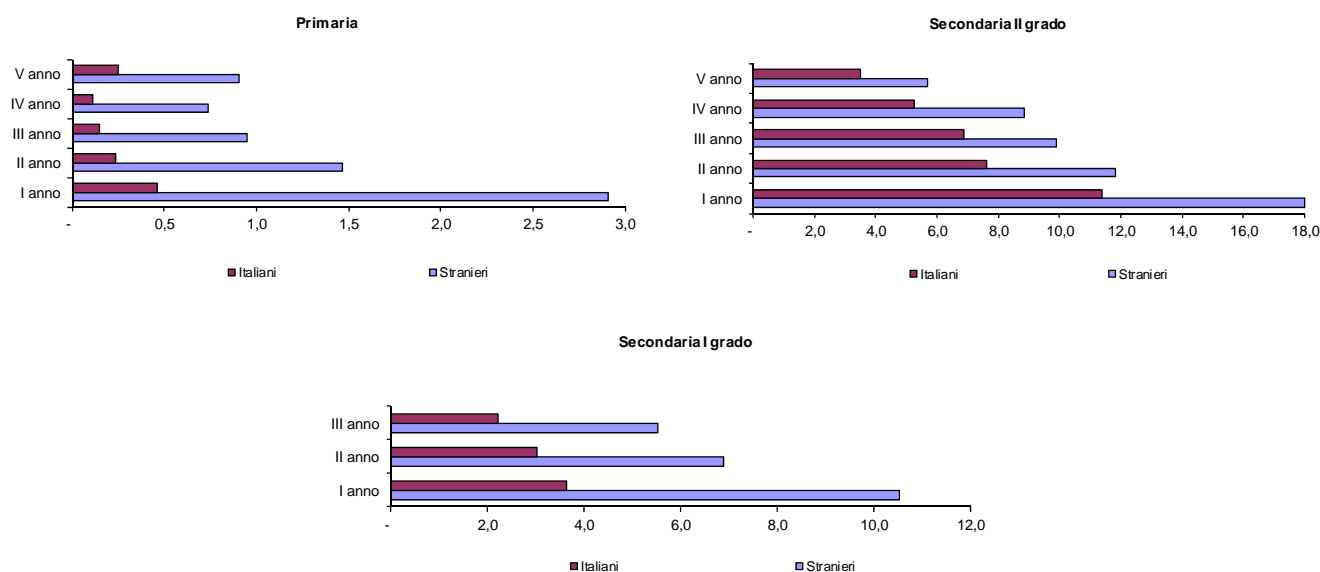 Primaria
V anno
IV anno
III anno
II anno
I anno
- 0,5 1,0 1,5 2,0 2,5 3,0
Italiani Stranieri
Secondaria II grado
V anno
IV anno
III anno
II anno
I anno
- 2,0 4,0 6,0 8,0 10,0 12,0 14,0 16,0 18,0
Italiani Stranieri
Secondaria I grado
III anno
II anno
I anno
- 2,0 4,0 6,0 8,0 10,0 12,0
Italiani Stranieri